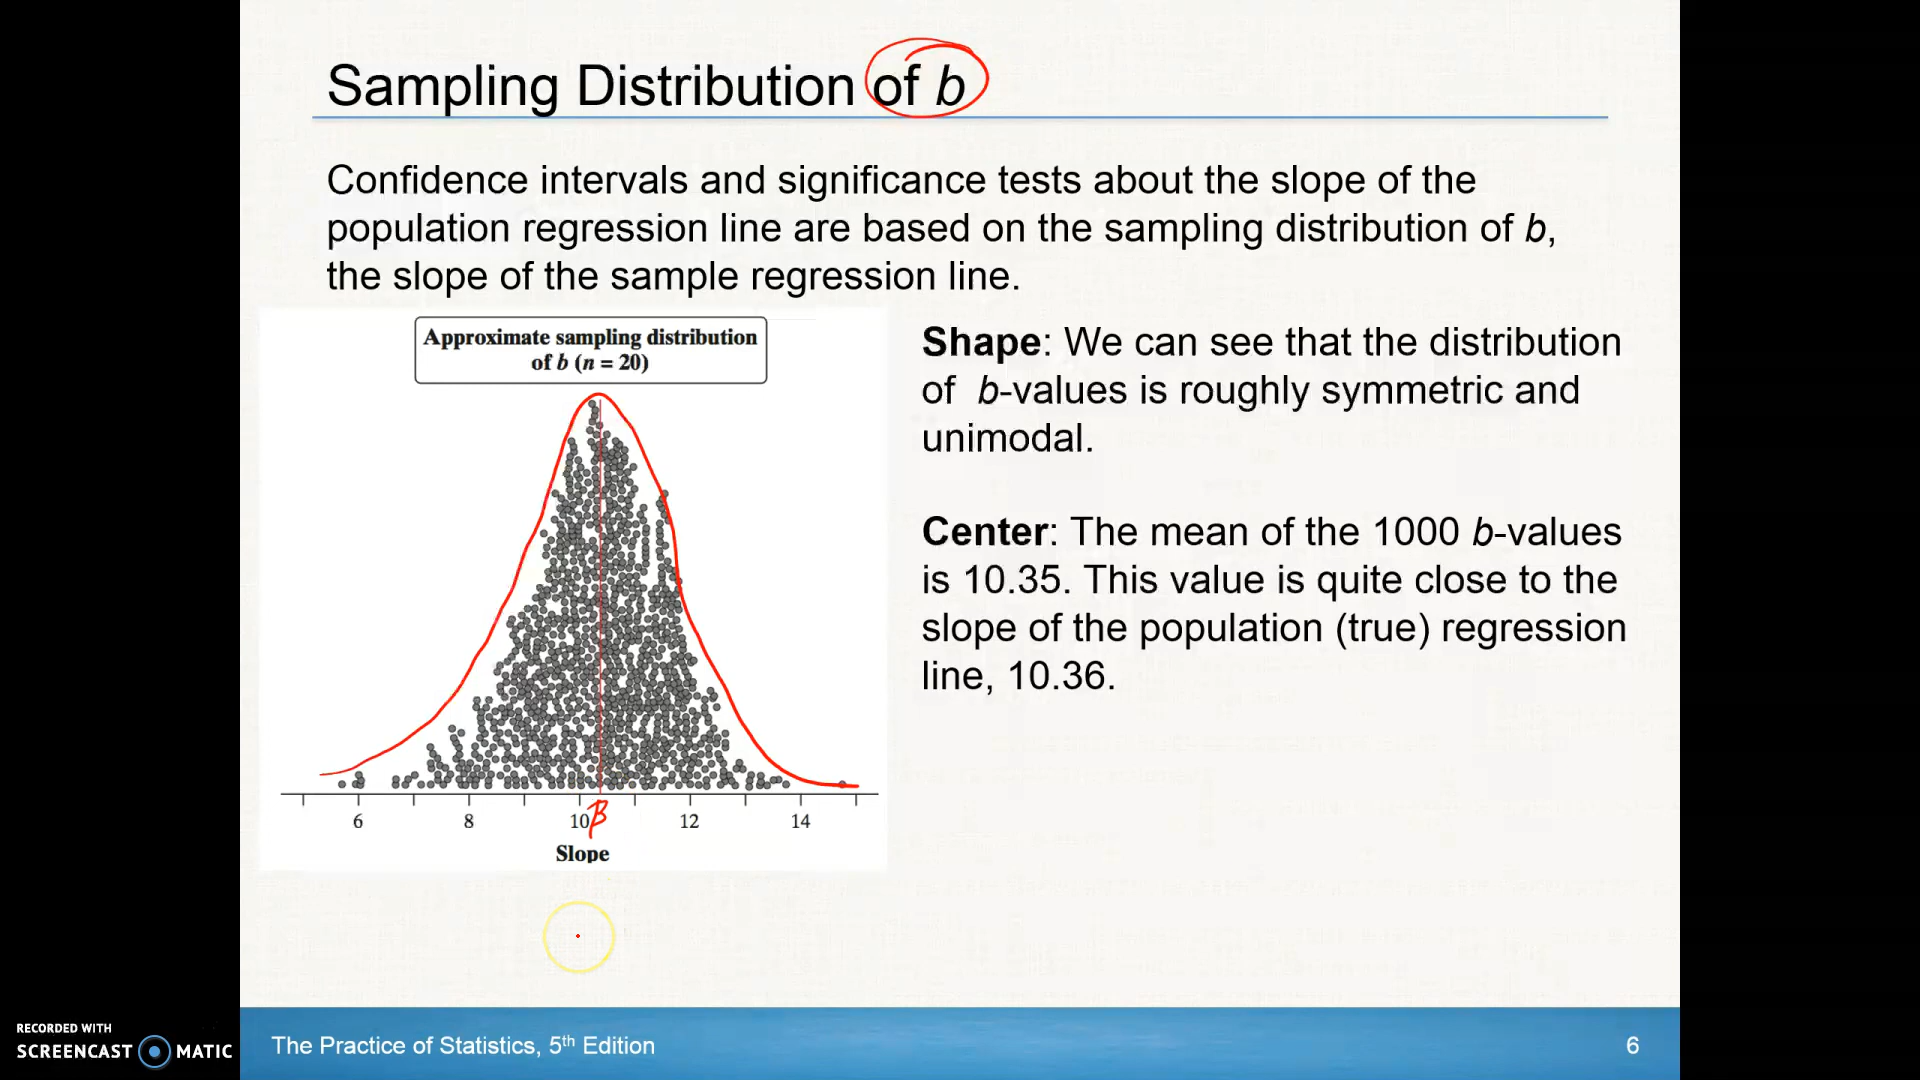 Sampling Distribution of b
Confidence intervals and significance tests about the slope of the
population regression line are based on the sampling distribution of b,
the slope of the sample regression line.
Approximate sampling distribution
of b (n = 20)
6 8 10 β 12 14
Slope
Shape: We can see that the distribution
of b-values is roughly symmetric and
unimodal.
Center: The mean of the 1000 b-values
is 10.35. This value is quite close to the
slope of the population (true) regression
line, 10.36.
RECORDED WITH
SCREENCAST MATIC
The Practice of Statistics, 5th Edition
6